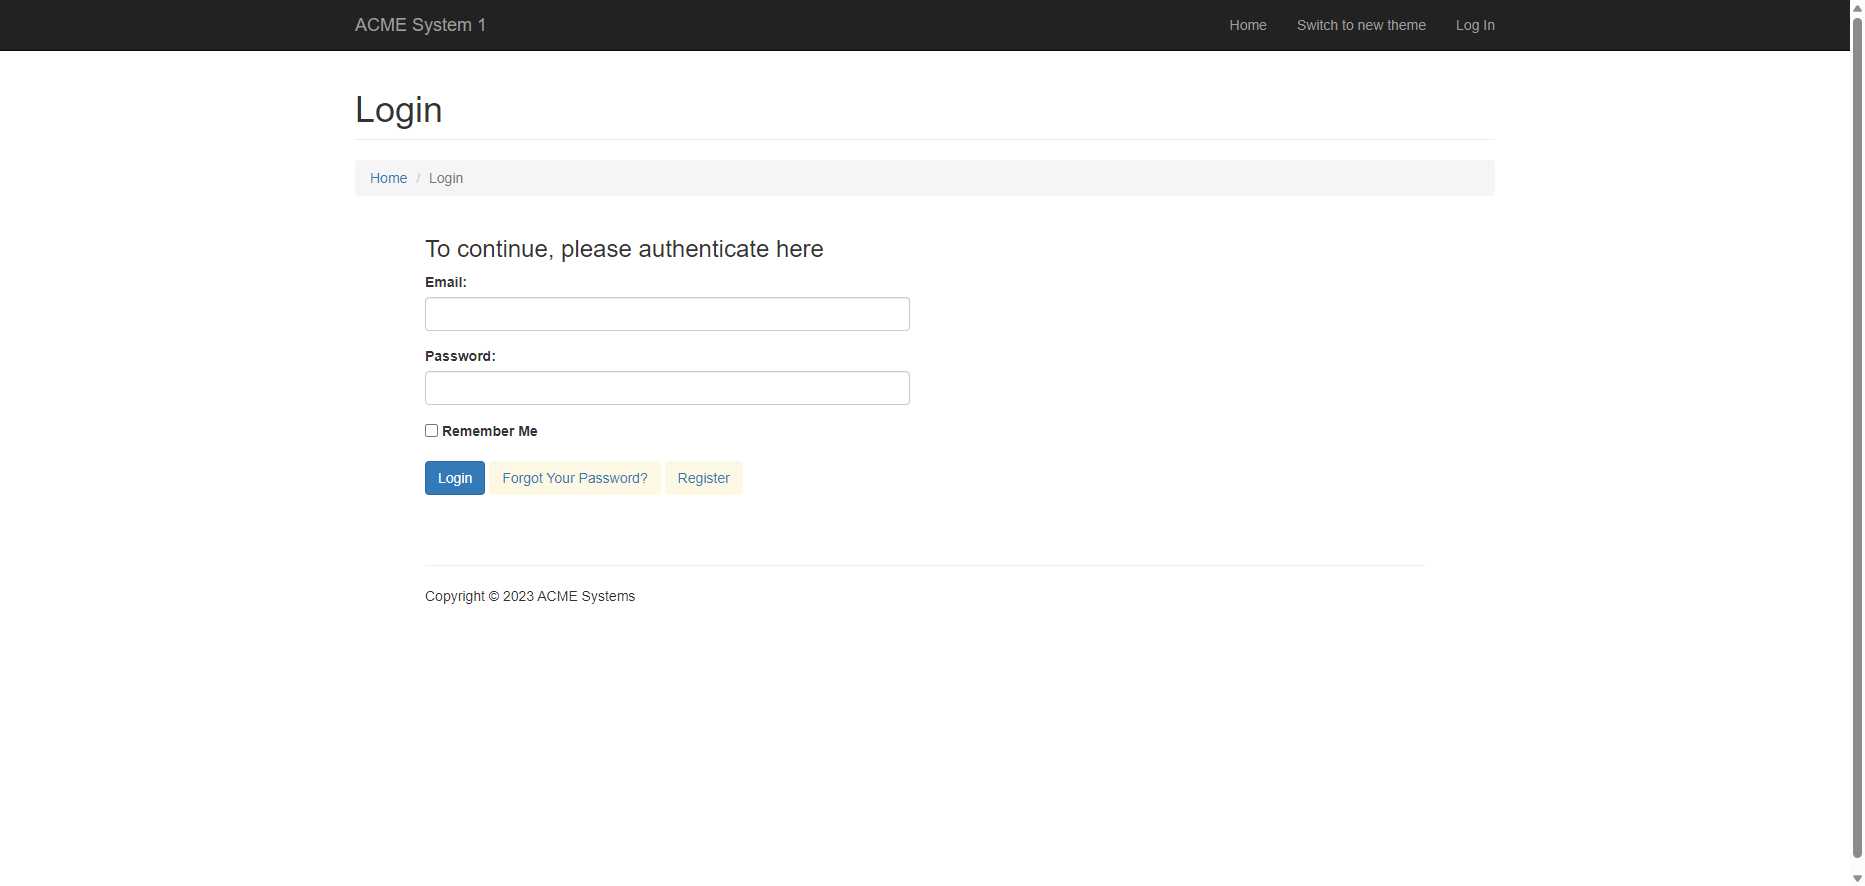 ACME System 1 Home Switch to new theme Log In
Login
Home / Login
To continue, please authenticate here
Email:
Password:
Remember Me
Login Forgot Your Password? Register
Copyright © 2023 ACME Systems